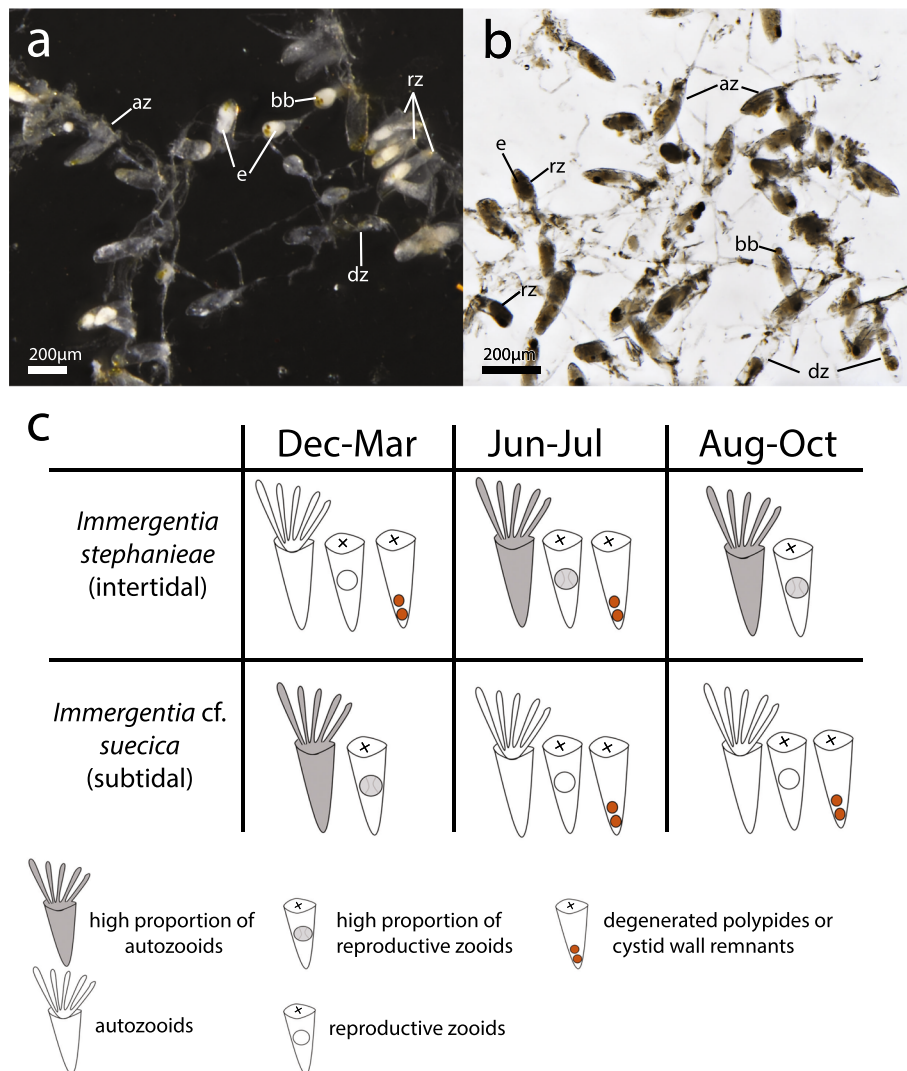 a
az
bb
rz
e
dz
200µm
b
az
e
rz
bb
rz
dz
200µm
c
Dec-Mar Jun-Jul Aug-Oct
Immergentia
stephanieae
(intertidal)
Immergentia cf.
suecica
(subtidal)
high proportion of
autozooids
high proportion of
reproductive zooids
degenerated polypides or
cystid wall remnants
autozooids
reproductive zooids